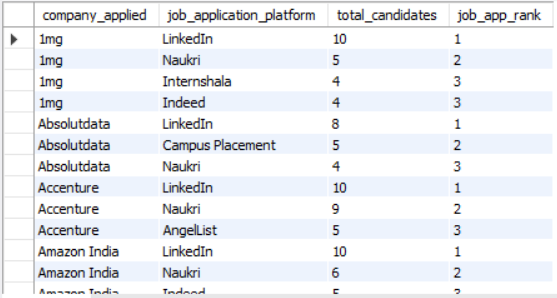 company_applied job_application_platform total_candidates job_app_rank
1mg LinkedIn 10 1
1mg Naukri 5 2
1mg Internshala 4 3
1mg Indeed 4 3
Absolutdata LinkedIn 8 1
Absolutdata Campus Placement 5 2
Absolutdata Naukri 4 3
Accenture LinkedIn 10 1
Accenture Naukri 9 2
Accenture AngelList 5 3
Amazon India LinkedIn 10 1
Amazon India Naukri 6 2
Amazon India Indeed 5 3